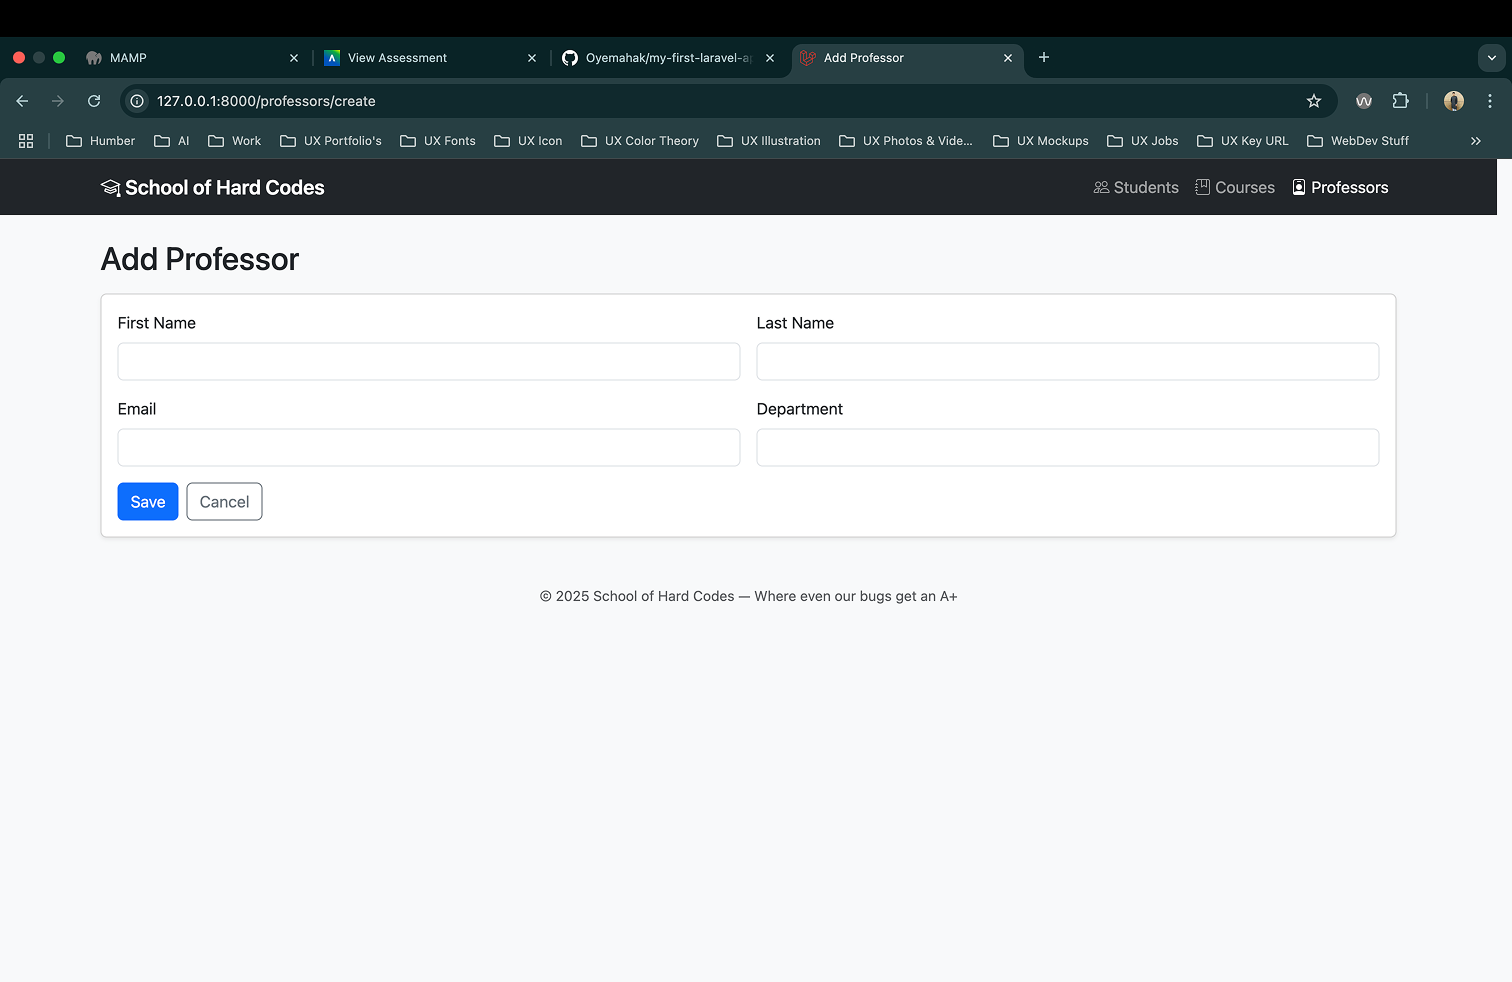 MAMP
View Assessment
Oyemahak/my-first-laravel-ap
Add Professor
127.0.0.1:8000/professors/create
Humber
AI
Work
UX Portfolio's
UX Fonts
UX Icon
UX Color Theory
UX Illustration
UX Photos & Vide...
UX Mockups
UX Jobs
UX Key URL
WebDev Stuff
School of Hard Codes
Students
Courses
Professors
Add Professor
First Name
Last Name
Email
Department
Save
Cancel
© 2025 School of Hard Codes — Where even our bugs get an A+